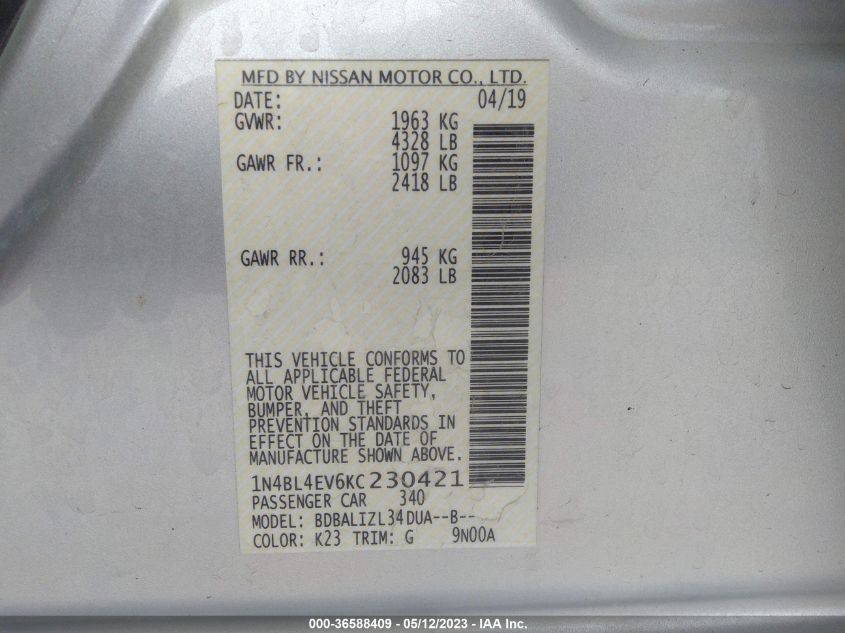 MFD BY NISSAN MOTOR CO., LTD.
DATE: 04/19
GVWR: 1963 KG
4328 LB
GAWR FR.: 1097 KG
2418 LB
GAWR RR.: 945 KG
2083 LB
THIS VEHICLE CONFORMS TO
ALL APPLICABLE FEDERAL
MOTOR VEHICLE SAFETY,
BUMPER, AND THEFT
PREVENTION STANDARDS IN
EFFECT ON THE DATE OF
MANUFACTURE SHOWN ABOVE.
1N4BL4EV6KC230421
PASSENGER CAR 340
MODEL: BDBALIZL34DUA--B--
COLOR: K23 TRIM: G 9N00A
000-36588409 - 05/12/2023 - IAA Inc.